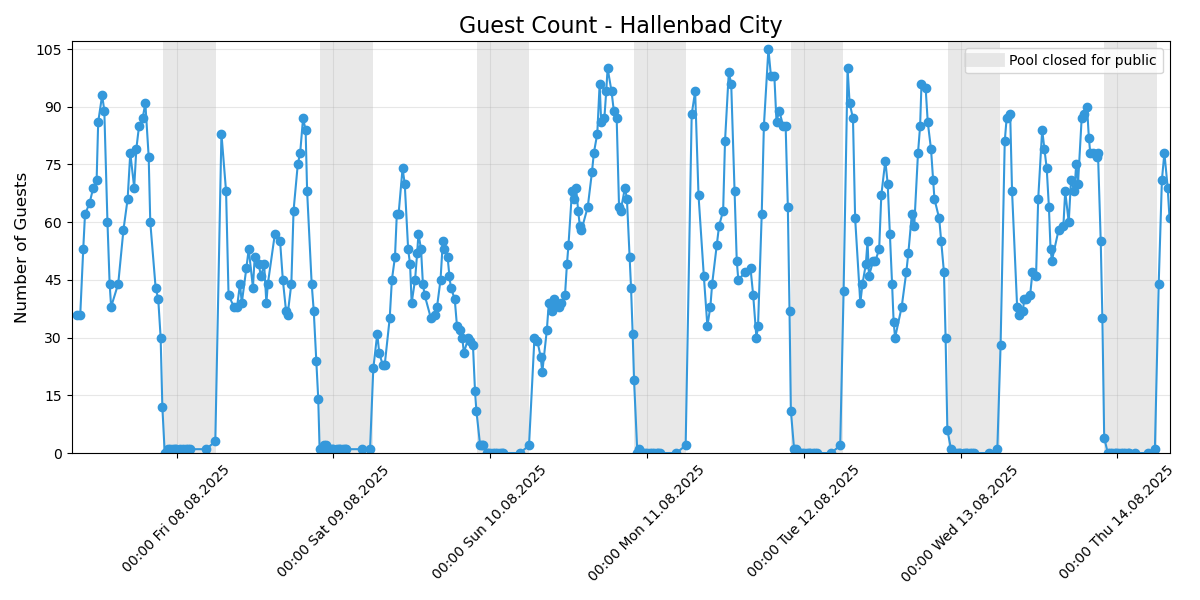 Guest Count - Hallenbad City
Pool closed for public
Number of Guests
105
90
75
60
45
30
15
0
00:00 Fri 08.08.2025
00:00 Sat 09.08.2025
00:00 Sun 10.08.2025
00:00 Mon 11.08.2025
00:00 Tue 12.08.2025
00:00 Wed 13.08.2025
00:00 Thu 14.08.2025